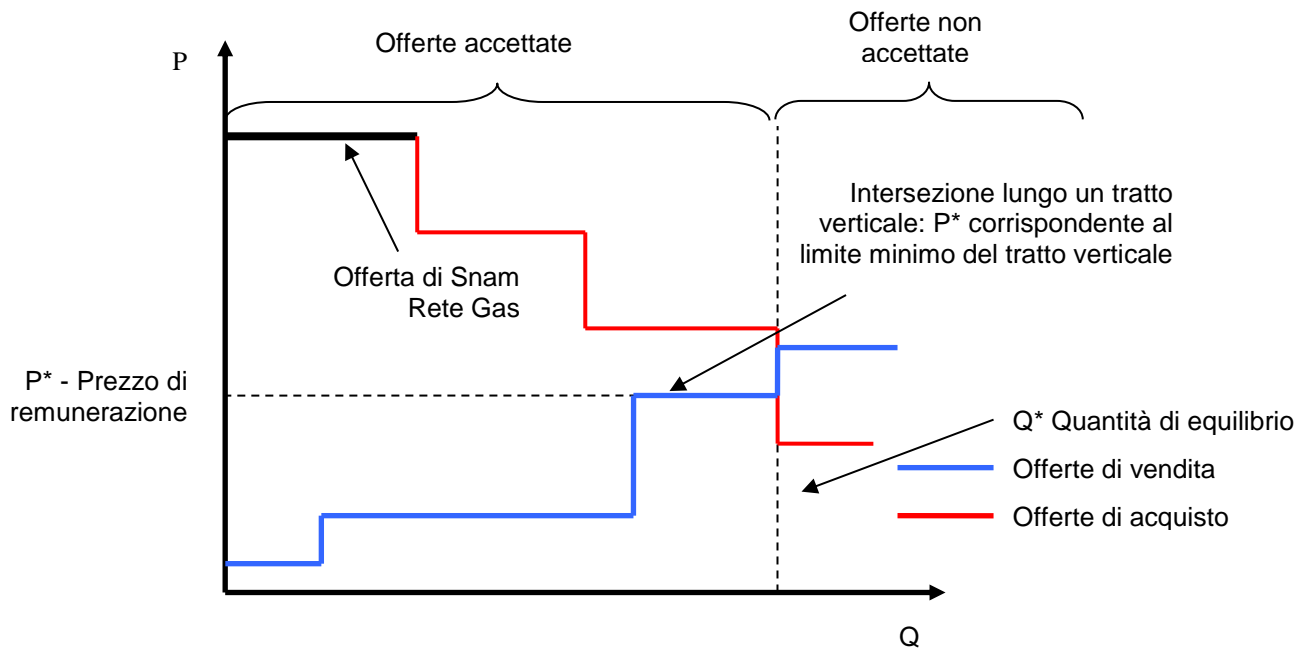 Offerte accettate
Offerte non
accettate
P
Intersezione lungo un tratto
verticale: P* corrispondente al
limite minimo del tratto verticale
Offerta di Snam
Rete Gas
P* - Prezzo di
remunerazione
Q* Quantità di equilibrio
Offerte di vendita
Offerte di acquisto
Q